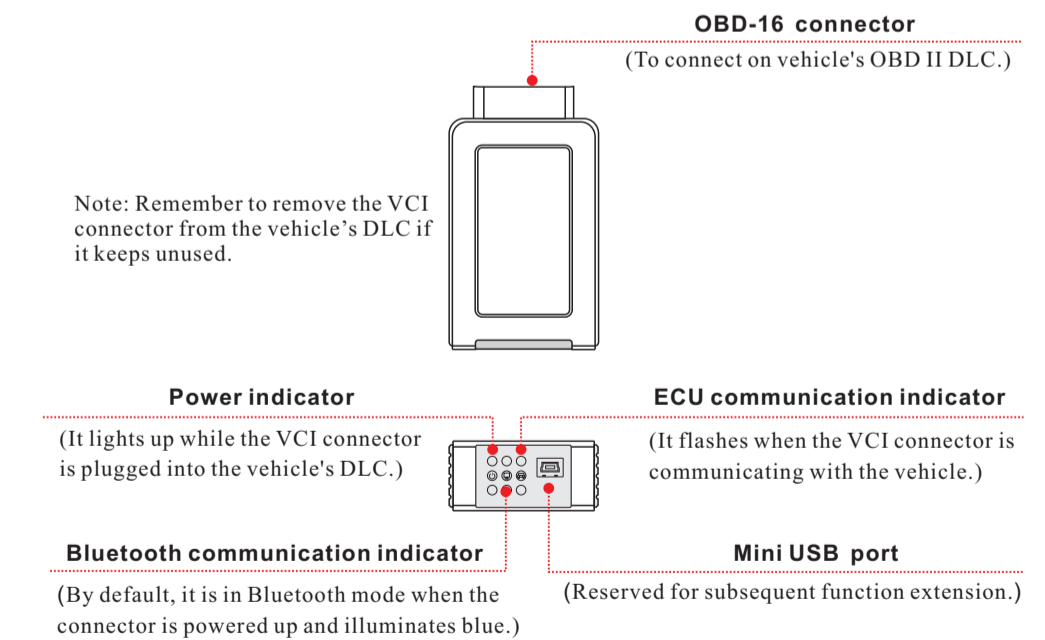 OBD-16 connector
(To connect on vehicle's OBD II DLC.)
Note: Remember to remove the VCI
connector from the vehicle’s DLC if
it keeps unused.
Power indicator
(It lights up while the VCI connector
is plugged into the vehicle's DLC.)
ECU communication indicator
(It flashes when the VCI connector is
communicating with the vehicle.)
Bluetooth communication indicator
(By default, it is in Bluetooth mode when the
connector is powered up and illuminates blue.)
Mini USB port
(Reserved for subsequent function extension.)